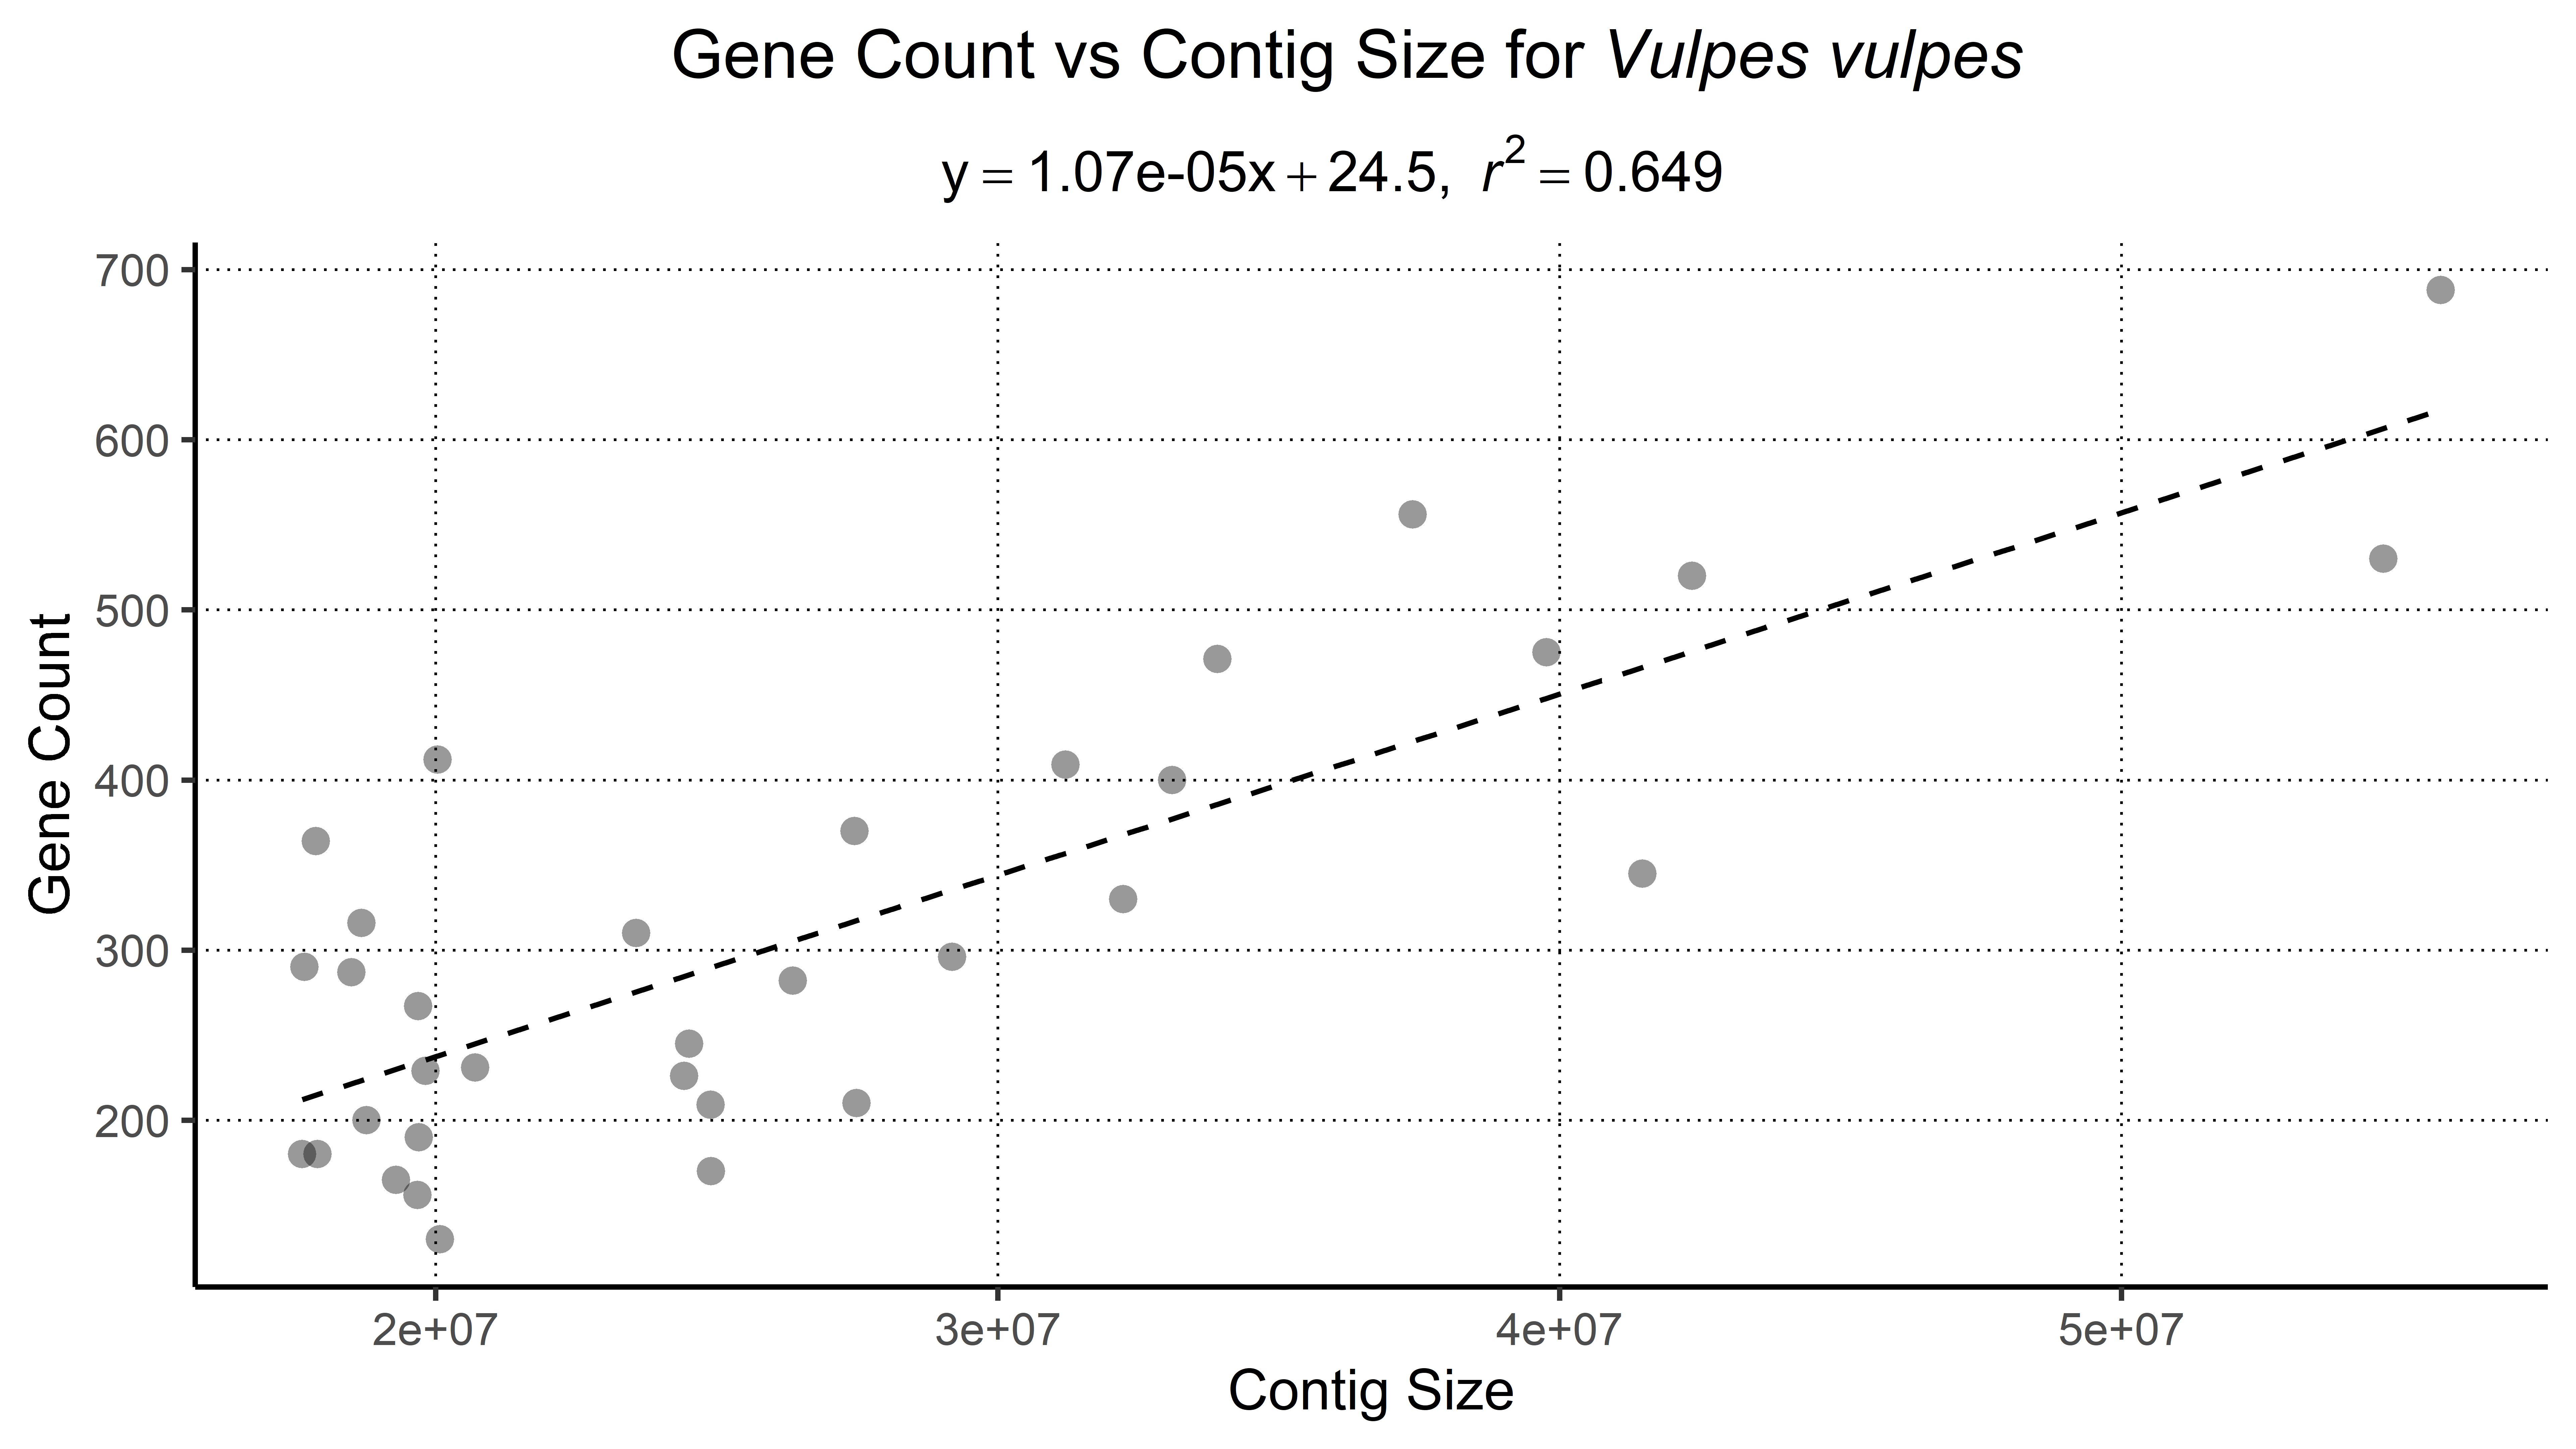 Gene Count vs Contig Size for Vulpes vulpes
y = 1.07e-05x + 24.5, r² = 0.649
700
600
500
400
300
200
Gene Count
2e+07 3e+07 4e+07 5e+07
Contig Size